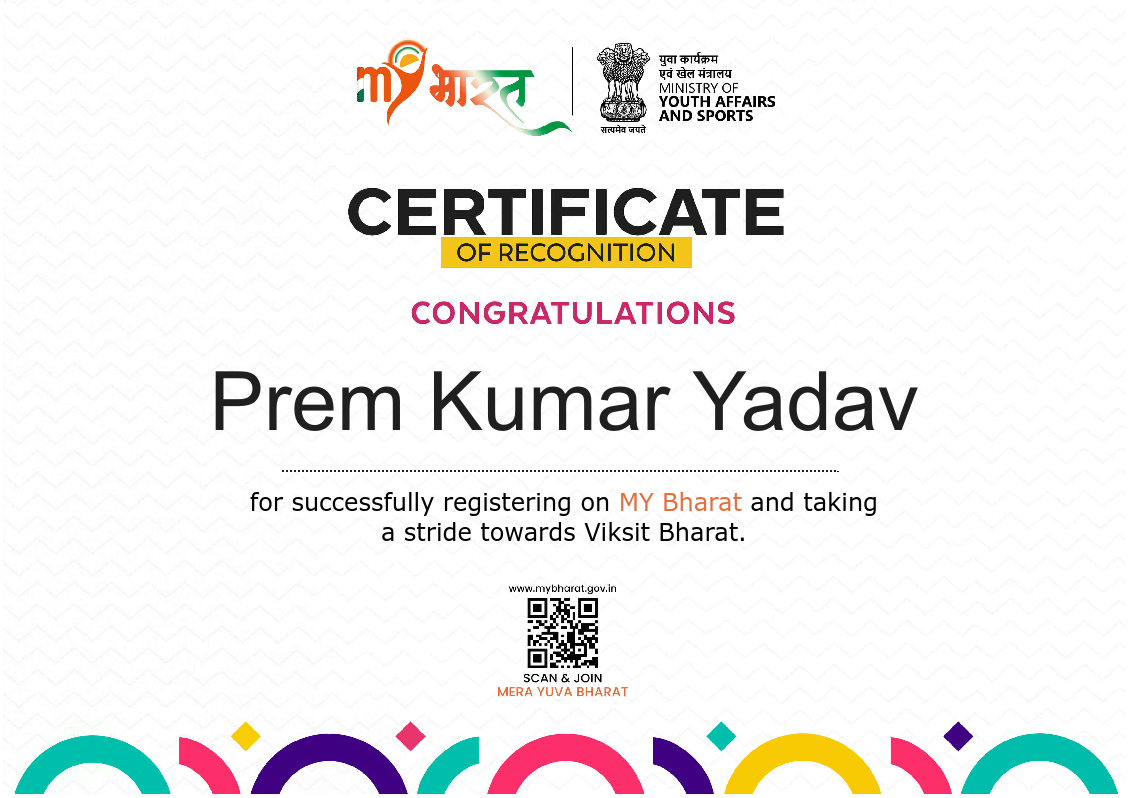 my भारत
युवा कार्यक्रम
एवं खेल मंत्रालय
MINISTRY OF
YOUTH AFFAIRS
AND SPORTS
सत्यमेव जयते
CERTIFICATE
OF RECOGNITION
CONGRATULATIONS
Prem Kumar Yadav
for successfully registering on MY Bharat and taking
a stride towards Viksit Bharat.
www.mybharat.gov.in
SCAN & JOIN
MERA YUVA BHARAT